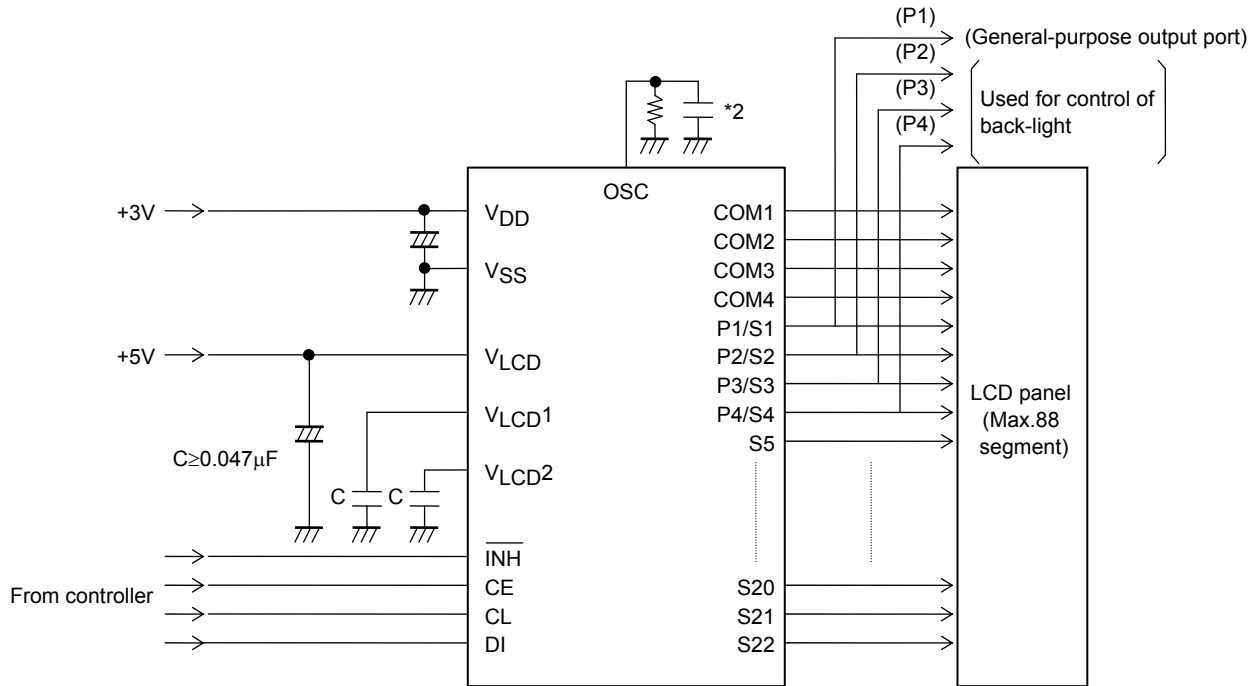 (P1)
(General-purpose output port)
(P2)
(P3)
Used for control of
back-light
(P4)
*2
OSC
+3V
VDD
COM1
COM2
VSS
COM3
COM4
P1/S1
+5V
VLCD
P2/S2
P3/S3
VLCD1
P4/S4
LCD panel
(Max.88
segment)
S5
C≥0.047μF
VLCD2
C
C
INH
From controller
CE
S20
CL
S21
DI
S22